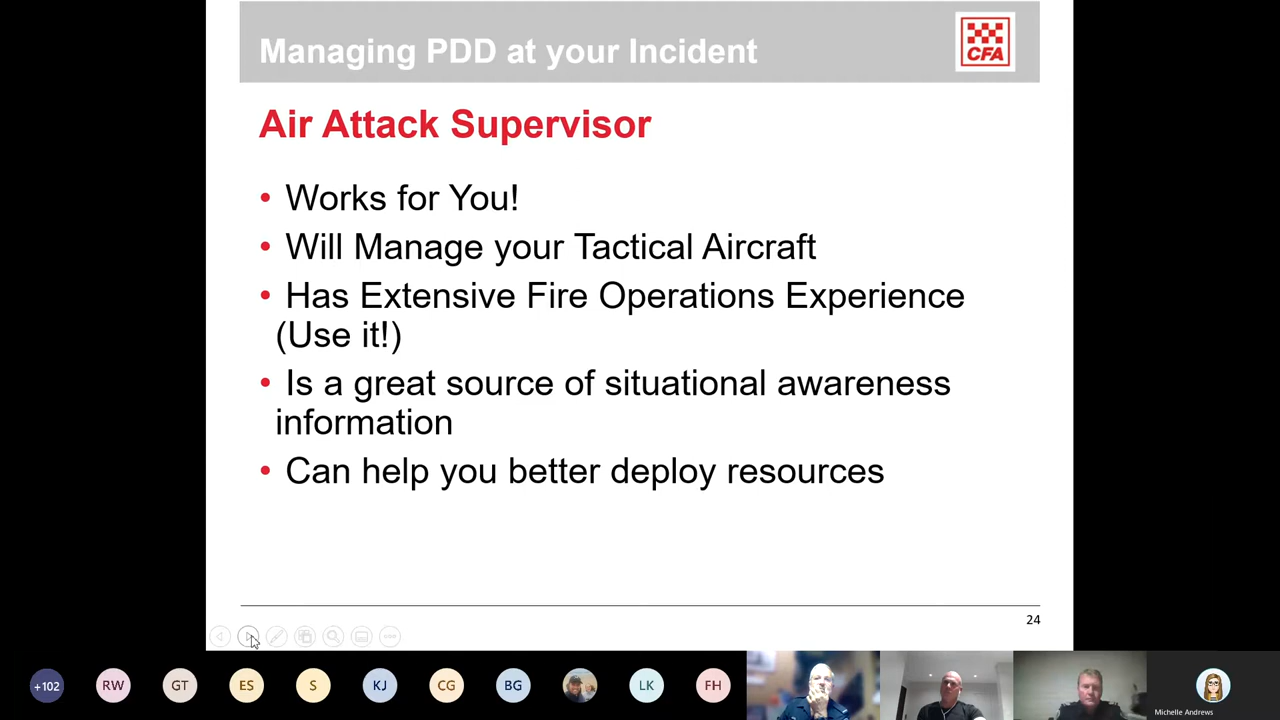 Managing PDD at your Incident
CFA
Air Attack Supervisor
• Works for You!
• Will Manage your Tactical Aircraft
• Has Extensive Fire Operations Experience
(Use it!)
• Is a great source of situational awareness
information
• Can help you better deploy resources
24
+102 RW GT ES S KJ CG BG LK FH
Michelle Andrews